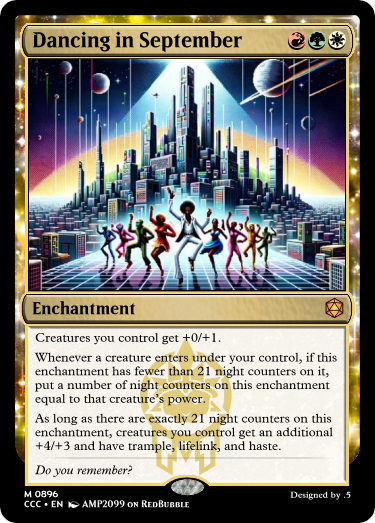 Dancing in September
Enchantment
Creatures you control get +0/+1.
Whenever a creature enters under your control, if this
enchantment has fewer than 21 night counters on it,
put a number of night counters on this enchantment
equal to that creature's power.
As long as there are exactly 21 night counters on this
enchantment, creatures you control get an additional
+4/+3 and have trample, lifelink, and haste.
Do you remember?
M 0896
CCC • EN AMP2099 on RedBubble
Designed by .5